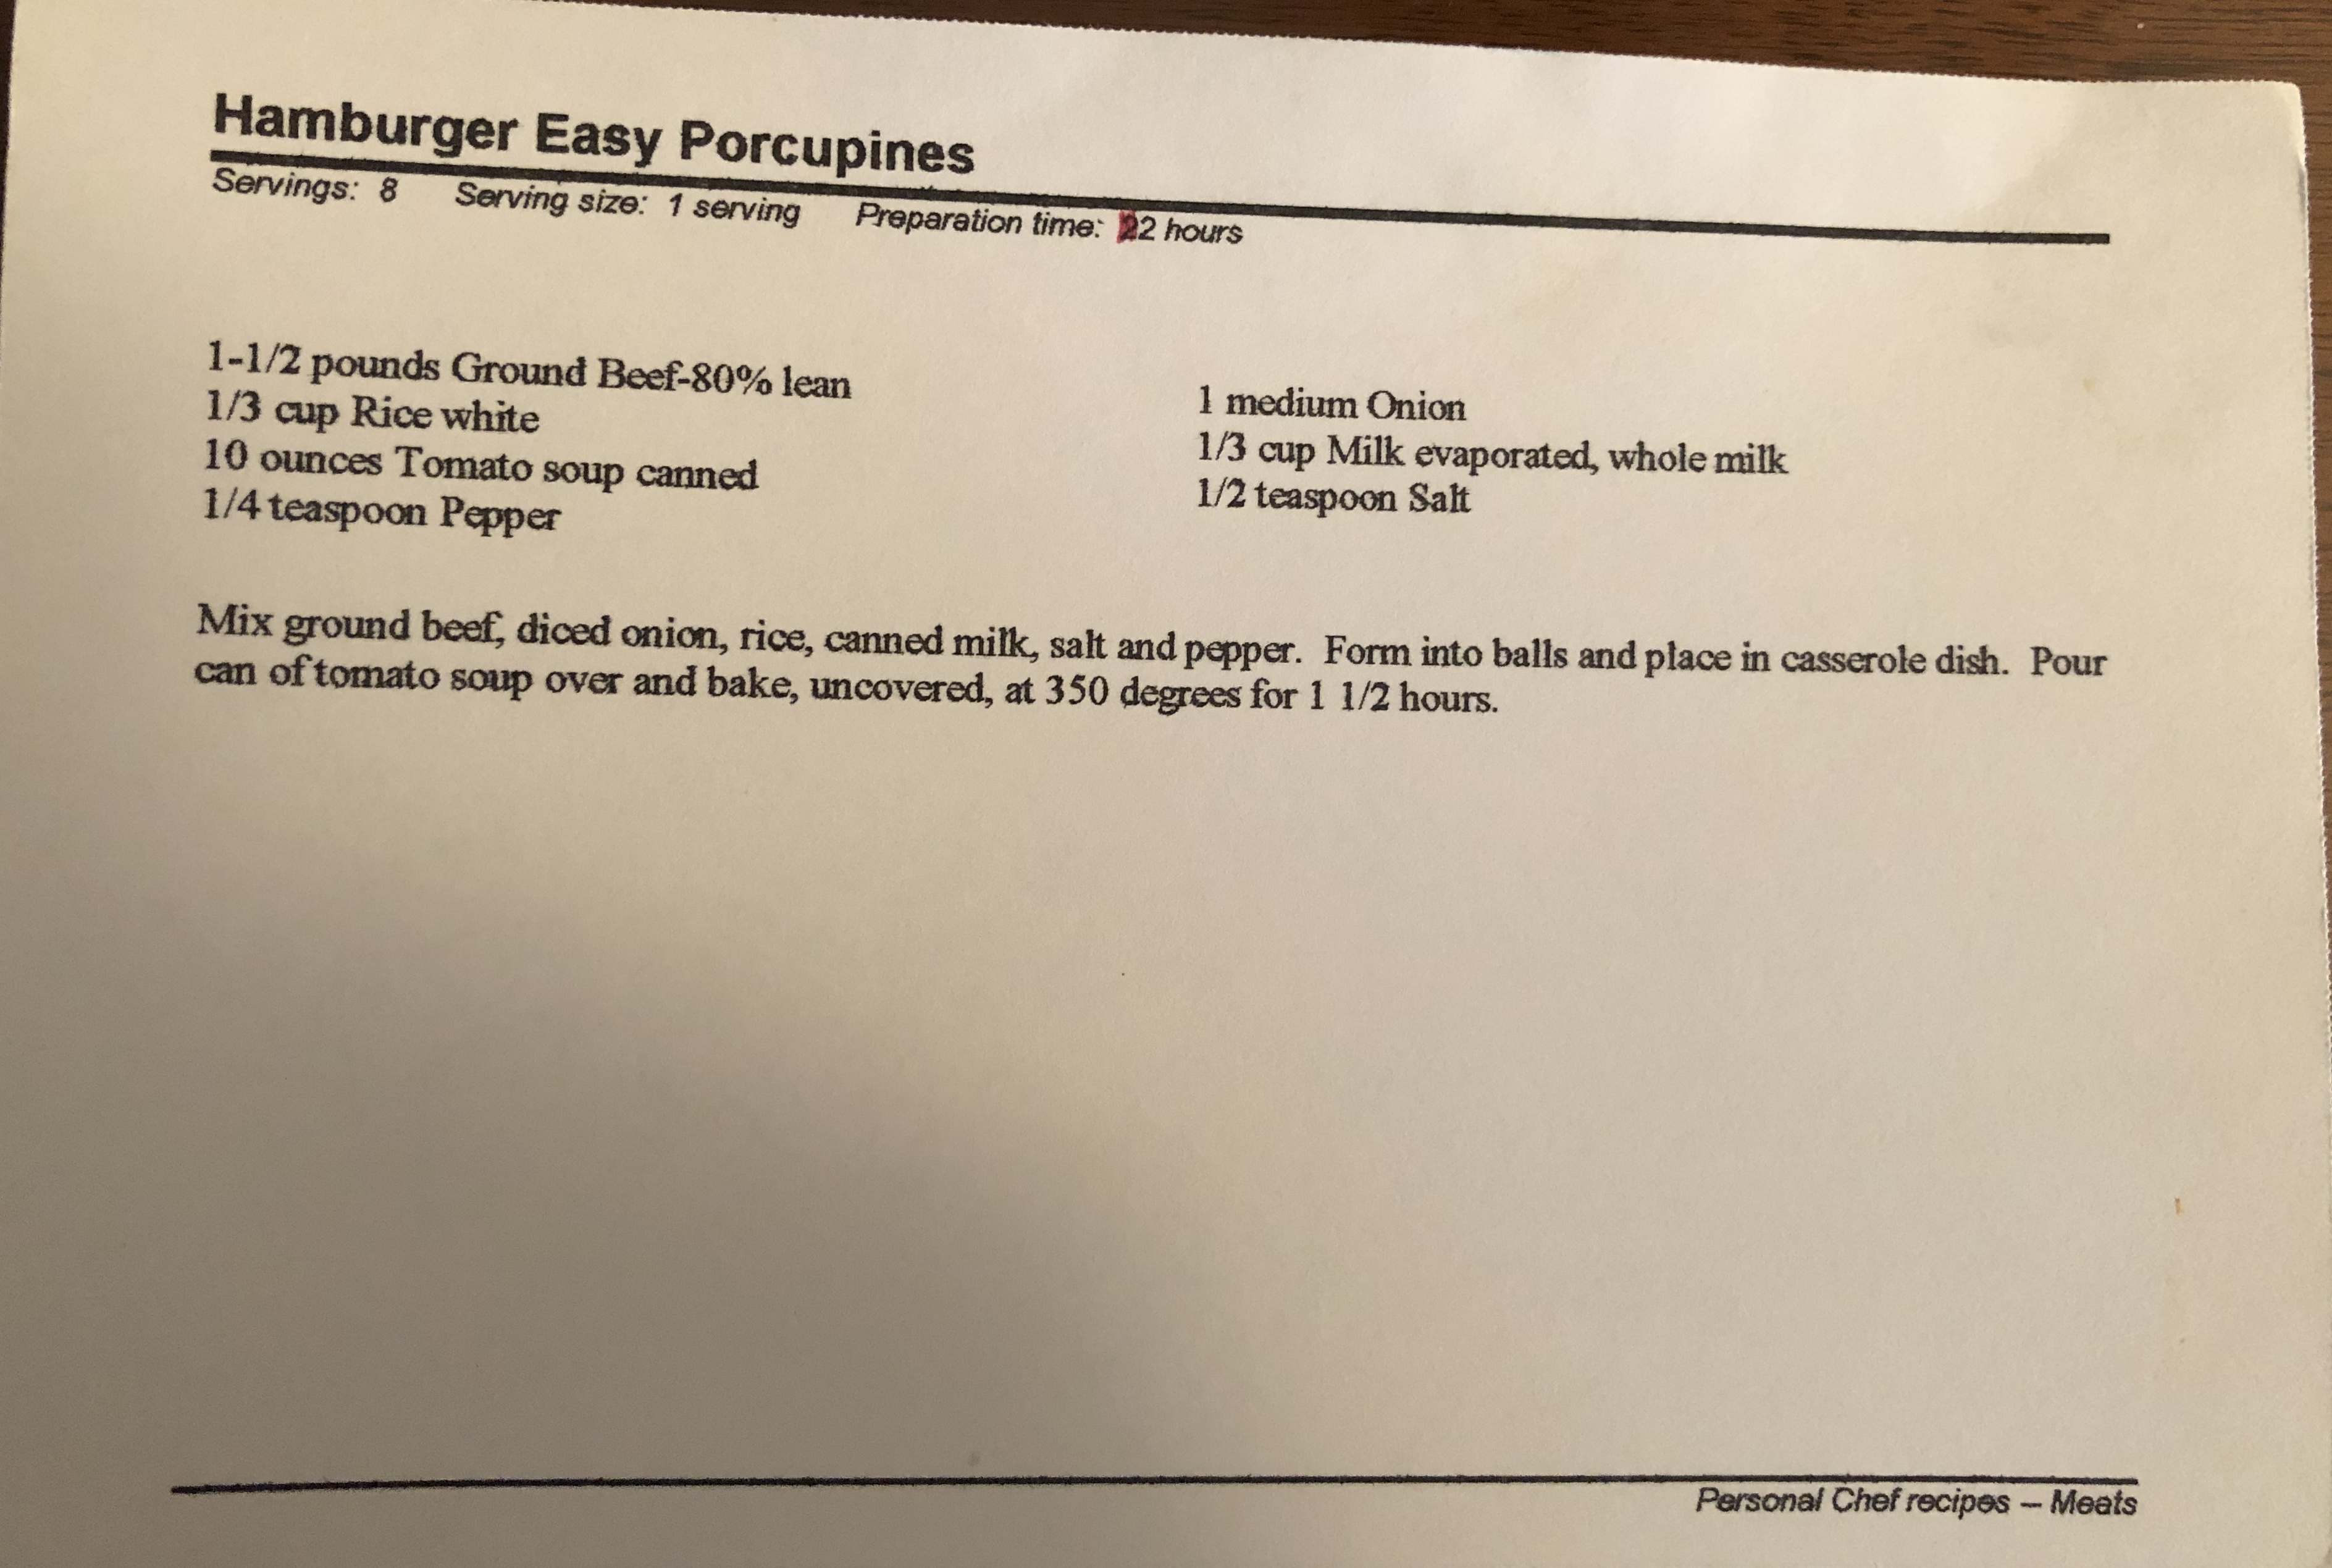 Hamburger Easy Porcupines
Servings: 8 Serving size: 1 serving Preparation time: 22 hours
1-1/2 pounds Ground Beef-80% lean
1/3 cup Rice white
10 ounces Tomato soup canned
1/4 teaspoon Pepper
1 medium Onion
1/3 cup Milk evaporated, whole milk
1/2 teaspoon Salt
Mix ground beef, diced onion, rice, canned milk, salt and pepper. Form into balls and place in casserole dish. Pour
can of tomato soup over and bake, uncovered, at 350 degrees for 1 1/2 hours.
Personal Chef recipes – Meats